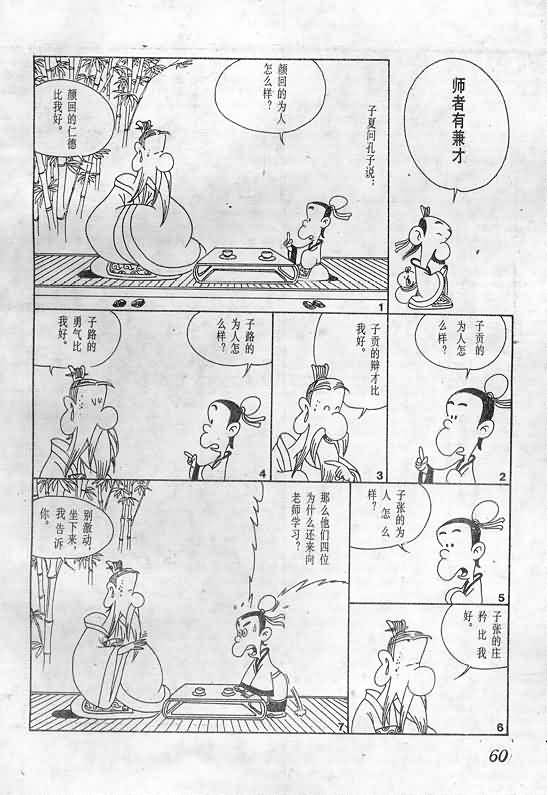 师者有兼才
子夏问孔子说：
颜回的为人
怎么样？
颜回的仁德
比我好。
1
子贡的
为人怎
么样？
2
子贡的辩才比
我好。
3
子路的
为人怎
么样？
子路的
勇气比
我好。
4
子张的为
人怎么
样？
5
子张的庄
矜比我
好。
6
那么他们四位
为什么还来向
老师学习？
别激动，
坐下来，
我告诉
你。
7
60